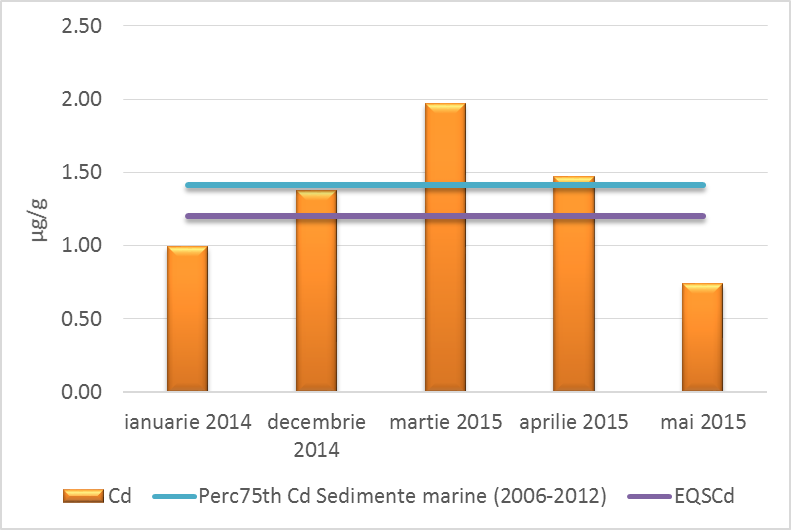 2.50
2.00
1.50
1.00
0.50
0.00
µg/g
ianuarie 2014
decembrie
2014
martie 2015
aprilie 2015
mai 2015
Cd
Perc75th Cd Sedimente marine (2006-2012)
EQSCd